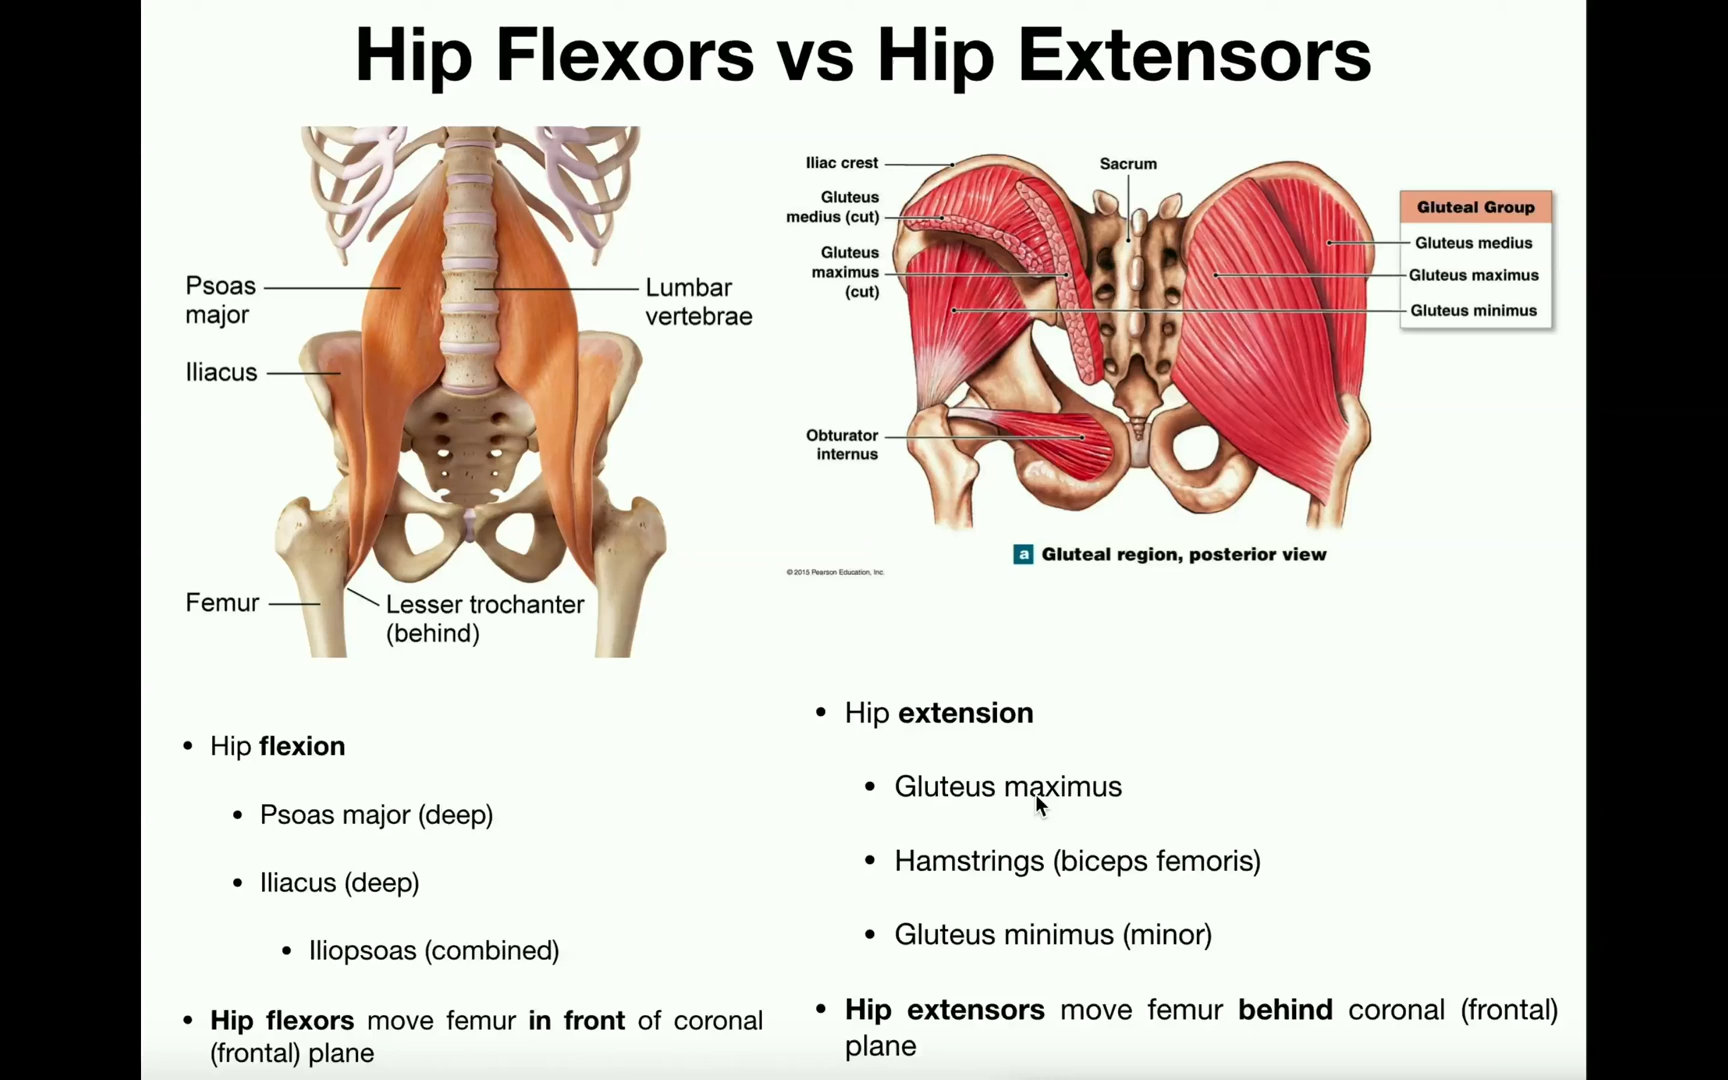 Hip Flexors vs Hip Extensors
Psoas
major
Iliacus
Femur
Lumbar
vertebrae
Lesser trochanter
(behind)
Iliac crest
Gluteus
medius (cut)
Gluteus
maximus
(cut)
Obturator
internus
Sacrum
Gluteal Group
Gluteus medius
Gluteus maximus
Gluteus minimus
a Gluteal region, posterior view
© 2015 Pearson Education, Inc.
• Hip flexion
• Psoas major (deep)
• Iliacus (deep)
• Iliopsoas (combined)
• Hip flexors move femur in front of coronal
(frontal) plane
• Hip extension
• Gluteus maximus
• Hamstrings (biceps femoris)
• Gluteus minimus (minor)
• Hip extensors move femur behind coronal (frontal)
plane